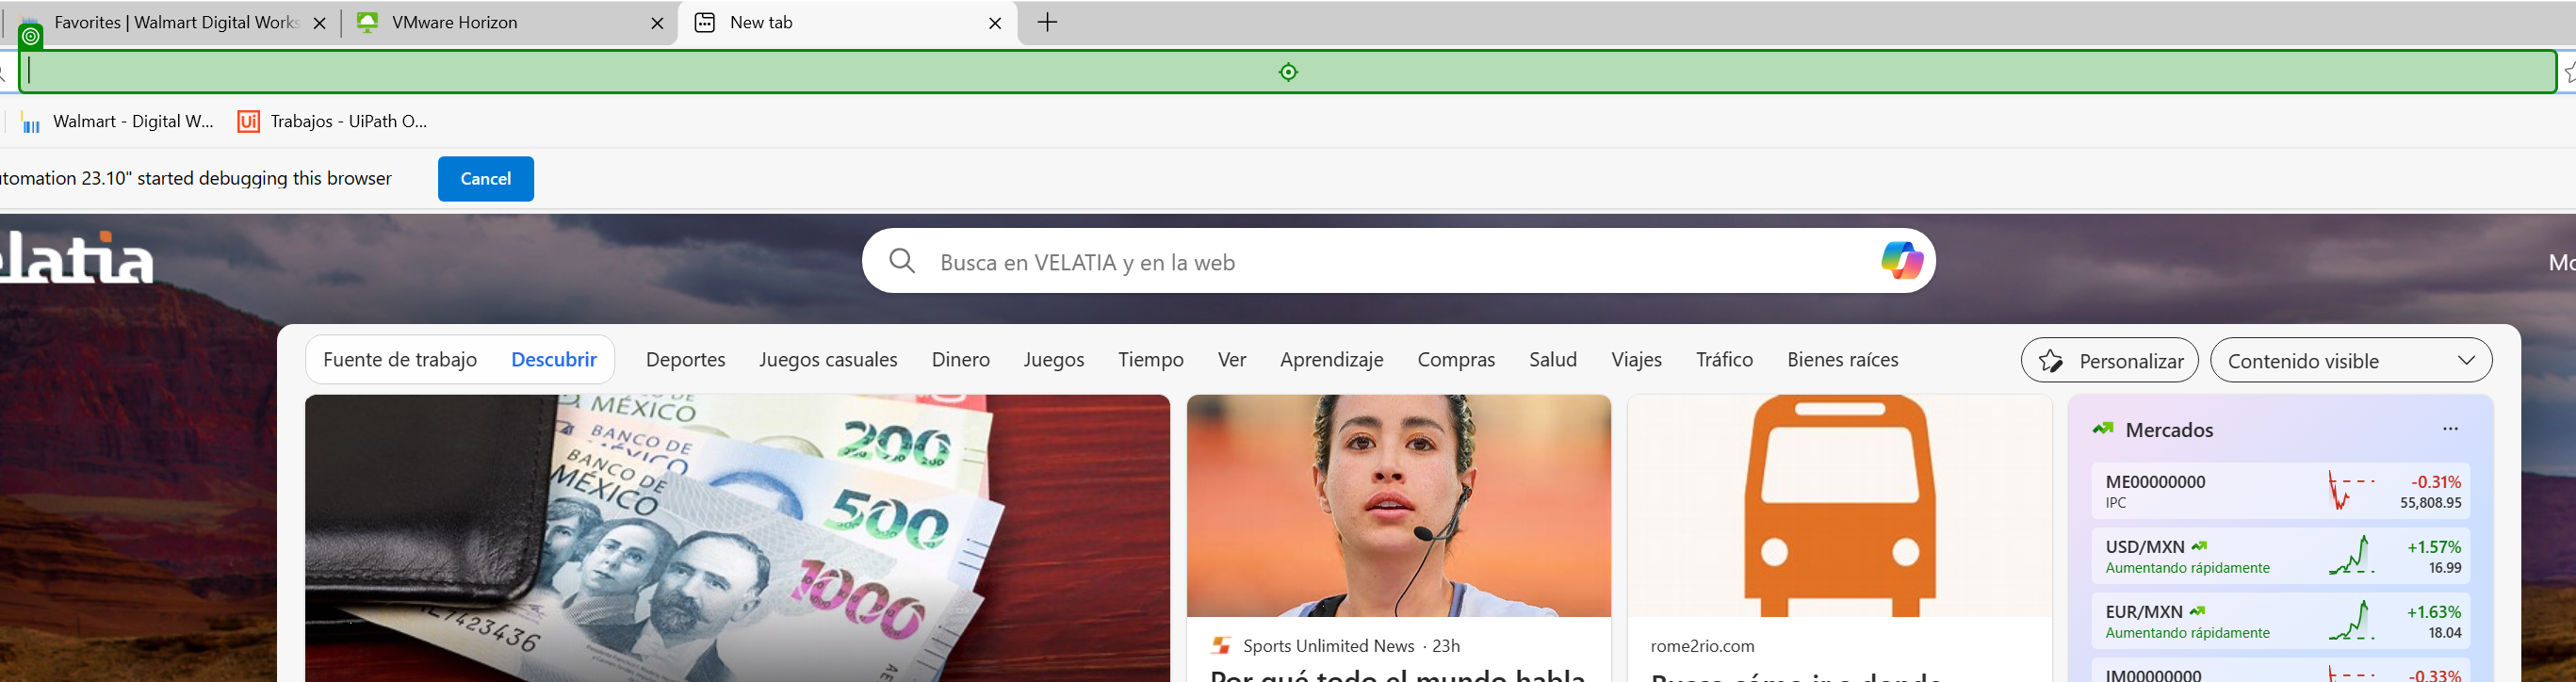 Favorites | Walmart Digital Works
VMware Horizon
New tab
Walmart - Digital W...
Trabajos - UiPath O...
utomation 23.10" started debugging this browser
Cancel
elatia
Busca en VELATIA y en la web
Mo
Fuente de trabajo
Descubrir
Deportes
Juegos casuales
Dinero
Juegos
Tiempo
Ver
Aprendizaje
Compras
Salud
Viajes
Tráfico
Bienes raíces
Personalizar
Contenido visible
DE
MÉXICO
200
BANCO DE
MÉXICO
500
BANCO DE
MÉXICO
1000
Mercados
ME00000000
-0.31%
IPC
55,808.95
USD/MXN
+1.57%
Aumentando rápidamente
16.99
EUR/MXN
+1.63%
Aumentando rápidamente
18.04
IM00000000
-0.33%
Sports Unlimited News · 23h
Por qué todo el mundo habla
rome2rio.com
Busca cómo ir a donde